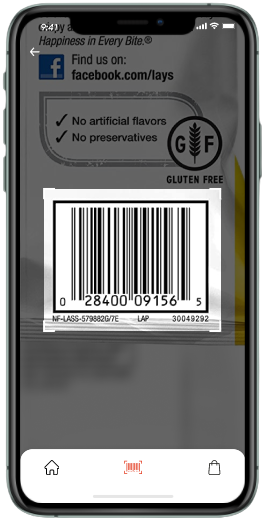 9:41
Happiness in Every Bite.®
Find us on:
facebook.com/lays
✓ No artificial flavors
✓ No preservatives
G F
GLUTEN FREE
0 28400 09156 5
NF-LASS-579882G/7E LAP 30049292